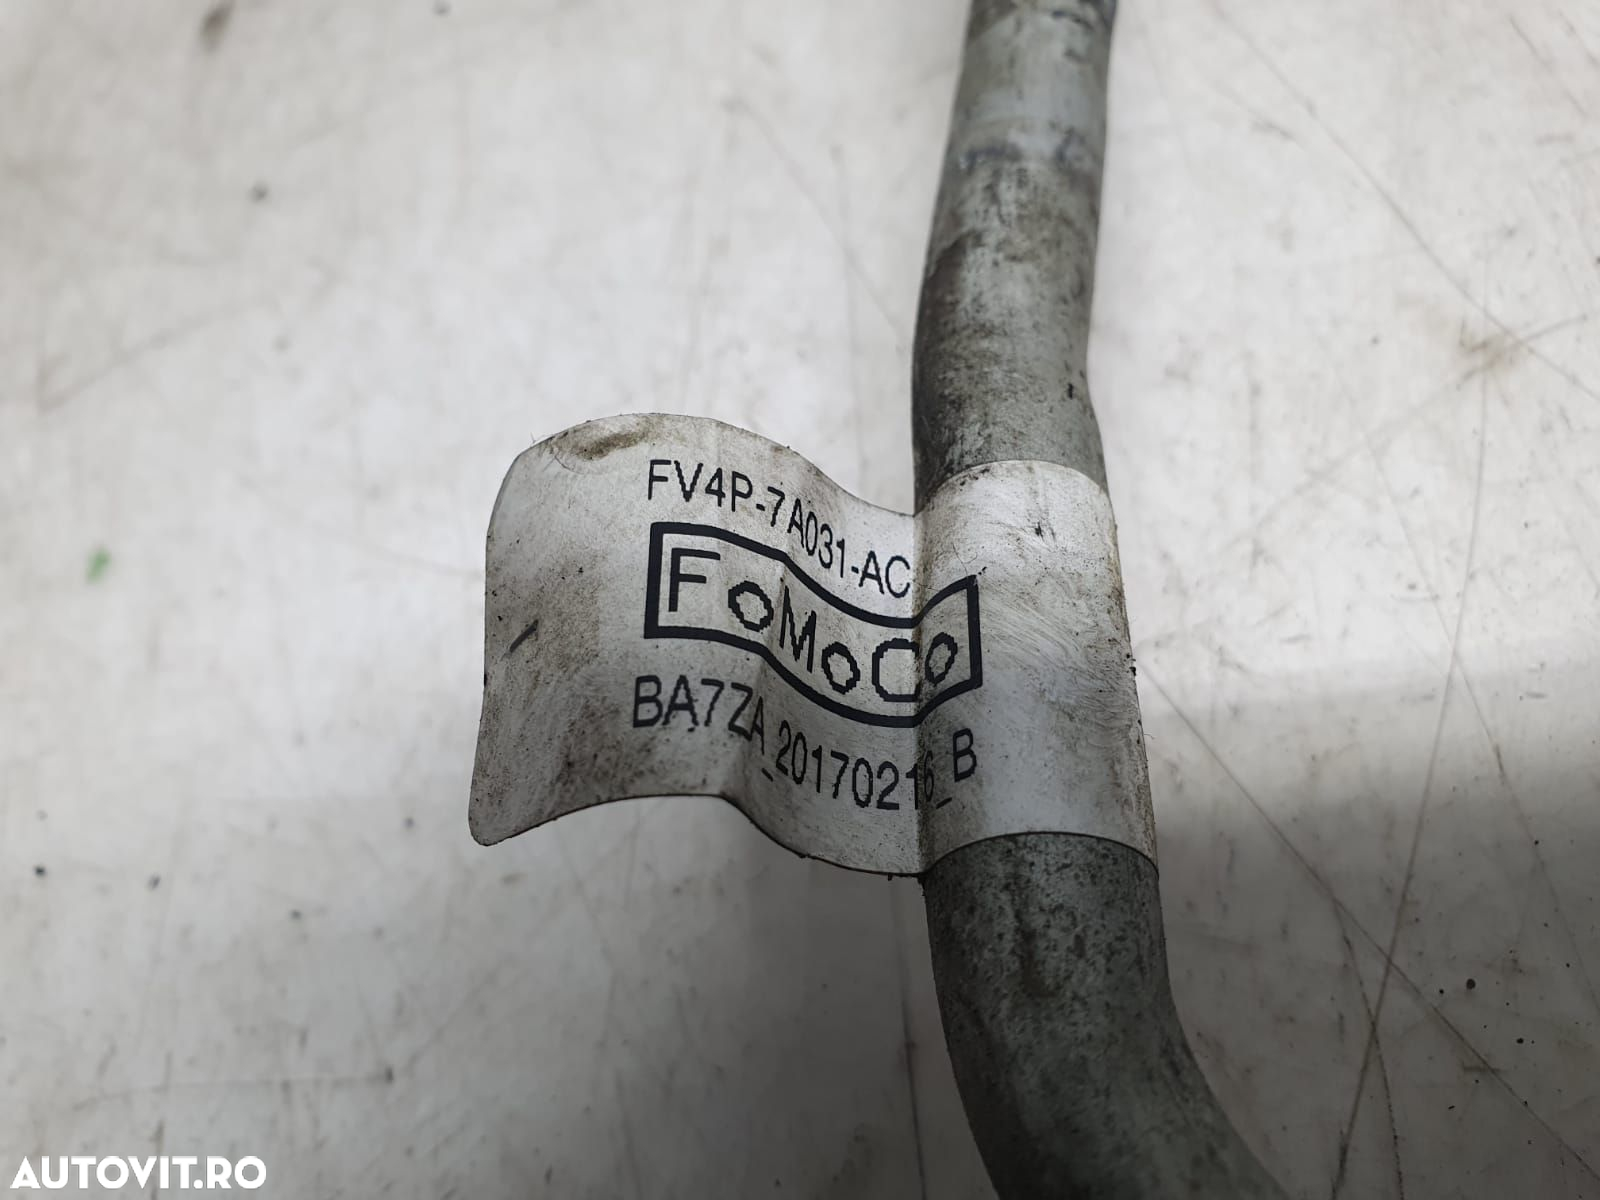 FV4P-7A031-AC
FoMoCo
BA7ZA_20170216_B
AUTOVIT.RO